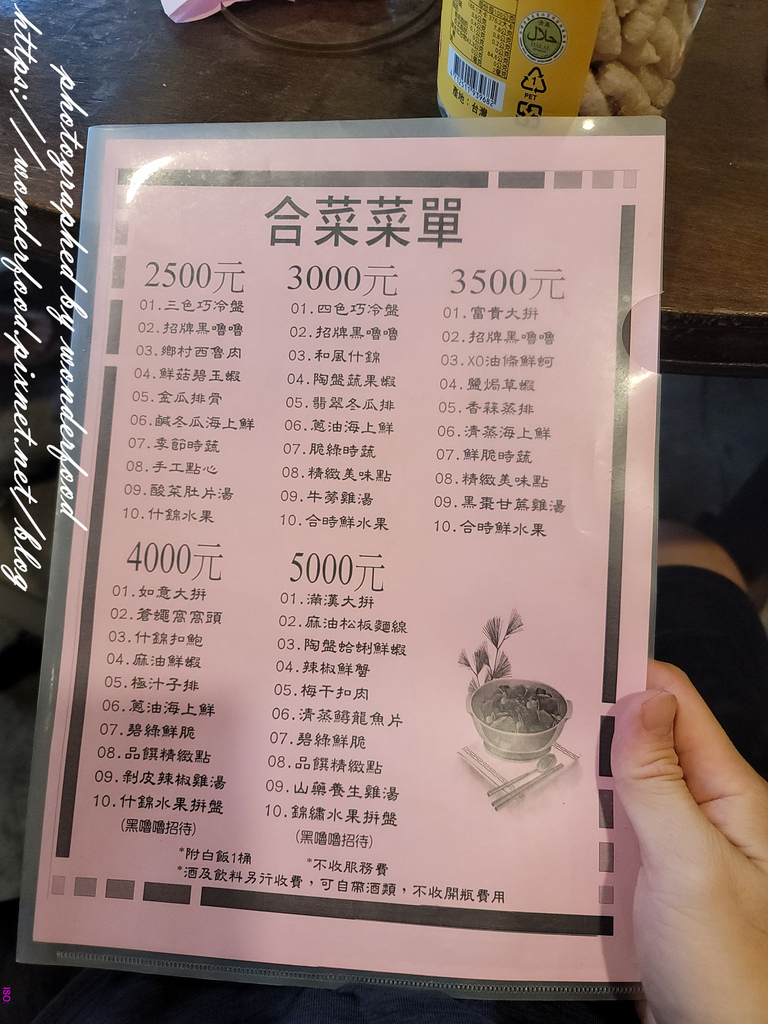 合菜菜單
2500元
01.三色巧冷盤
02.招牌黑嚕嚕
03.鄉村西魯肉
04.鮮菇碧玉蝦
05.金瓜排骨
06.鹹冬瓜海上鮮
07.季節時蔬
08.手工點心
09.酸菜肚片湯
10.什錦水果
3000元
01.四色巧冷盤
02.招牌黑嚕嚕
03.和風什錦
04.陶盤蔬果蝦
05.翡翠冬瓜排
06.蔥油海上鮮
07.脆綠時蔬
08.精緻美味點
09.牛蒡雞湯
10.合時鮮水果
3500元
01.富貴大拼
02.招牌黑嚕嚕
03.XO油條鮮蚵
04.鹽焗草蝦
05.香蒜蒸排
06.清蒸海上鮮
07.鮮脆時蔬
08.精緻美味點
09.黑棗甘蔗雞湯
10.合時鮮水果
4000元
01.如意大拼
02.蒼蠅窩窩頭
03.什錦扣鮑
04.麻油鮮蝦
05.極汁子排
06.蔥油海上鮮
07.碧綠鮮脆
08.品饌精緻點
09.剝皮辣椒雞湯
10.什錦水果拼盤
(黑嚕嚕招待)
5000元
01.滿漢大拼
02.麻油松板麵線
03.陶盤蛤蜊鮮蝦
04.辣椒鮮蟹
05.梅干扣肉
06.清蒸鱘龍魚片
07.碧綠鮮脆
08.品饌精緻點
09.山藥養生雞湯
10.錦繡水果拼盤
(黑嚕嚕招待)
*附白飯1桶
*不收服務費
*酒及飲料另行收費，可自帶酒類，不收開瓶費用
HALAL
PET
產地：台灣
photographed by wonderfood
https://wonderfood.pixnet.net/blog
ISO